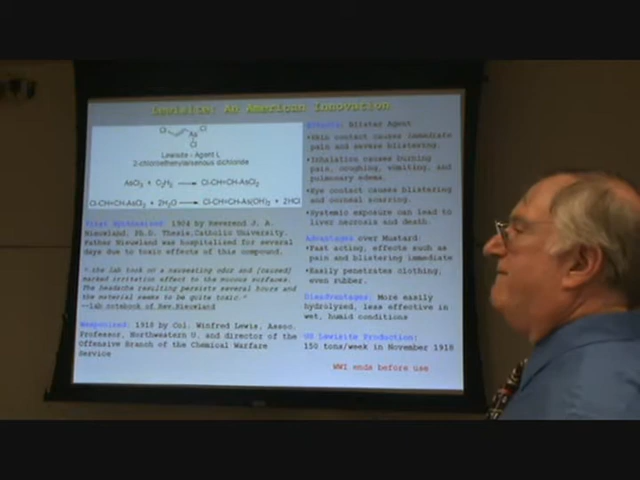 Lewisite: An American Innovation
Cl
As
Cl
Cl
Lewisite - Agent L
2-chloroethenylarsenous dichloride
AsCl3 + C2H2 → Cl-CH=CH-AsCl2
Cl-CH=CH-AsCl2 + 2H2O → Cl-CH=CH-As(OH)2 + 2HCl
First Synthesized: 1904 by Reverend J. A.
Nieuwland, Ph.D. Thesis, Catholic University.
Father Nieuwland was hospitalized for several
days due to toxic effects of this compound.
"the lab took on a nauseating odor and [caused]
marked irritation effect to the mucous surfaces.
The headache resulting persists several hours and
the material seems to be quite toxic."
--lab notebook of Rev. Nieuwland
Weaponized: 1918 by Col. Winfred Lewis, Assoc.
Professor, Northwestern U. and director of the
Offensive Branch of the Chemical Warfare
Service
Effects: Blister Agent
•Skin contact causes immediate
pain and severe blistering.
•Inhalation causes burning
pain, coughing, vomiting, and
pulmonary edema.
•Eye contact causes blistering
and corneal scarring.
•Systemic exposure can lead to
liver necrosis and death.
Advantages over Mustard:
•Fast acting, effects such as
pain and blistering immediate
•Easily penetrates clothing,
even rubber.
Disadvantages: More easily
hydrolyzed, less effective in
wet, humid conditions
US Lewisite Production:
150 tons/week in November 1918
WWI ends before use